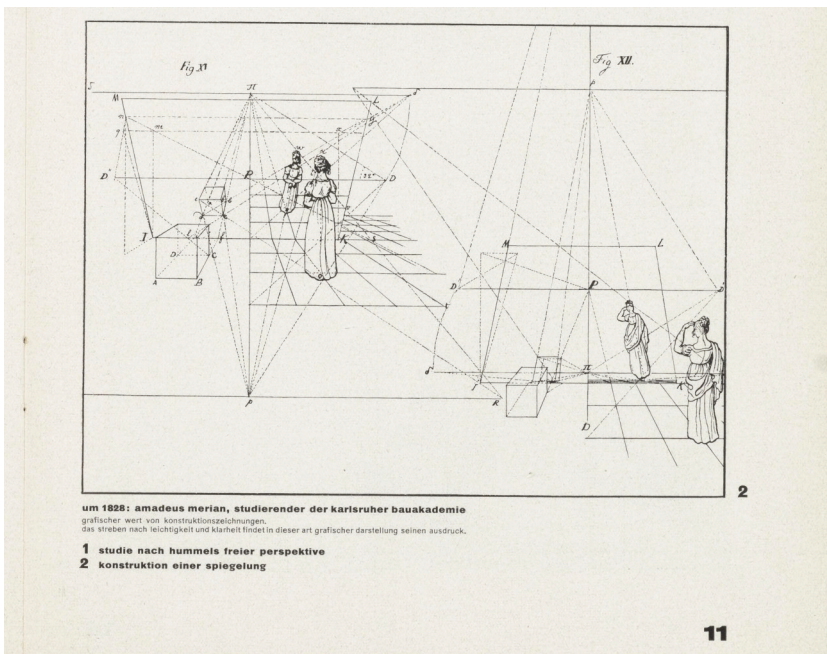 Fig XI
Fig XII.
2
um 1828: amadeus merian, studierender der karlsruher bauakademie
grafischer wert von konstruktionszeichnungen.
das streben nach leichtigkeit und klarheit findet in dieser art grafischer darstellung seinen ausdruck.
1 studie nach hummels freier perspektive
2 konstruktion einer spiegelung
11